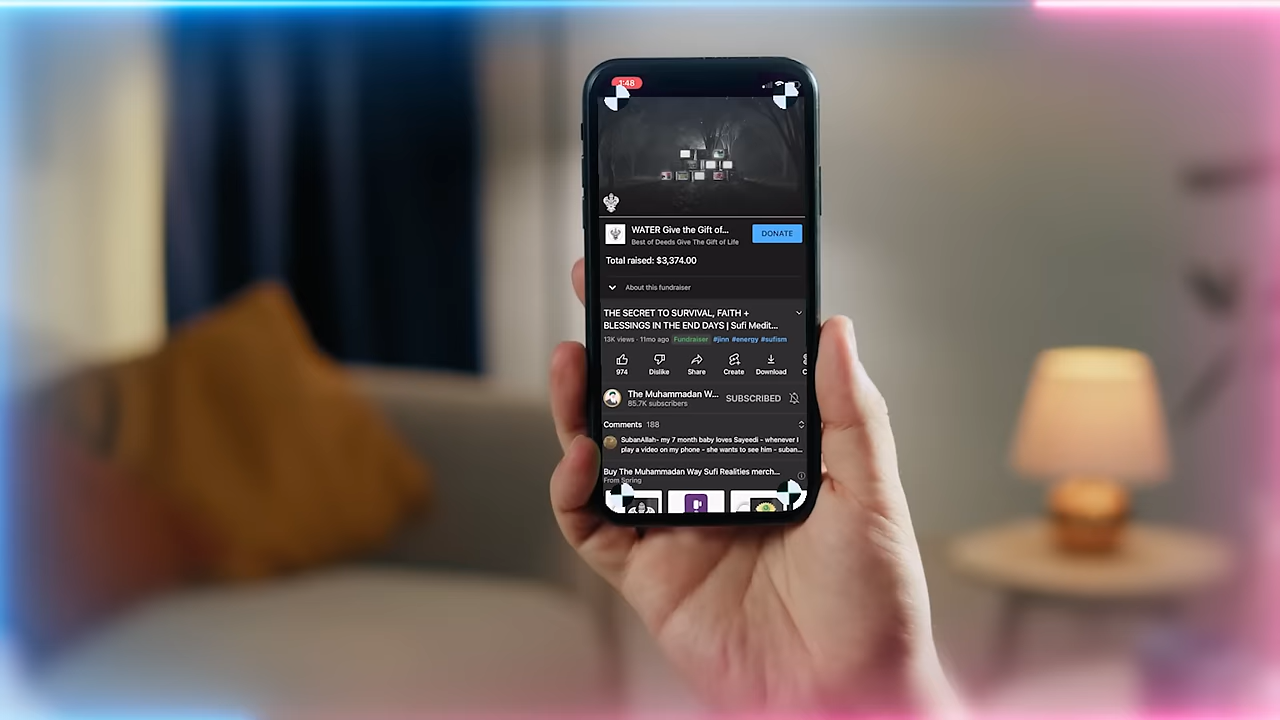 1:48
WATER Give the Gift of...
Best of Deeds Give The Gift of Life
DONATE
Total raised: $3,374.00
About this fundraiser
THE SECRET TO SURVIVAL, FAITH +
BLESSINGS IN THE END DAYS | Sufi Medit...
13K views · 11mo ago Fundraiser #jinn #energy #sufism
974 Dislike Share Create Download C
The Muhammadan W...
85.7K subscribers
SUBSCRIBED
Comments 188
SubanAllah- my 7 month baby loves Sayeedi - whenever I
play a video on my phone - she wants to see him - suban...
Buy The Muhammadan Way Sufi Realities merch...
From Spring